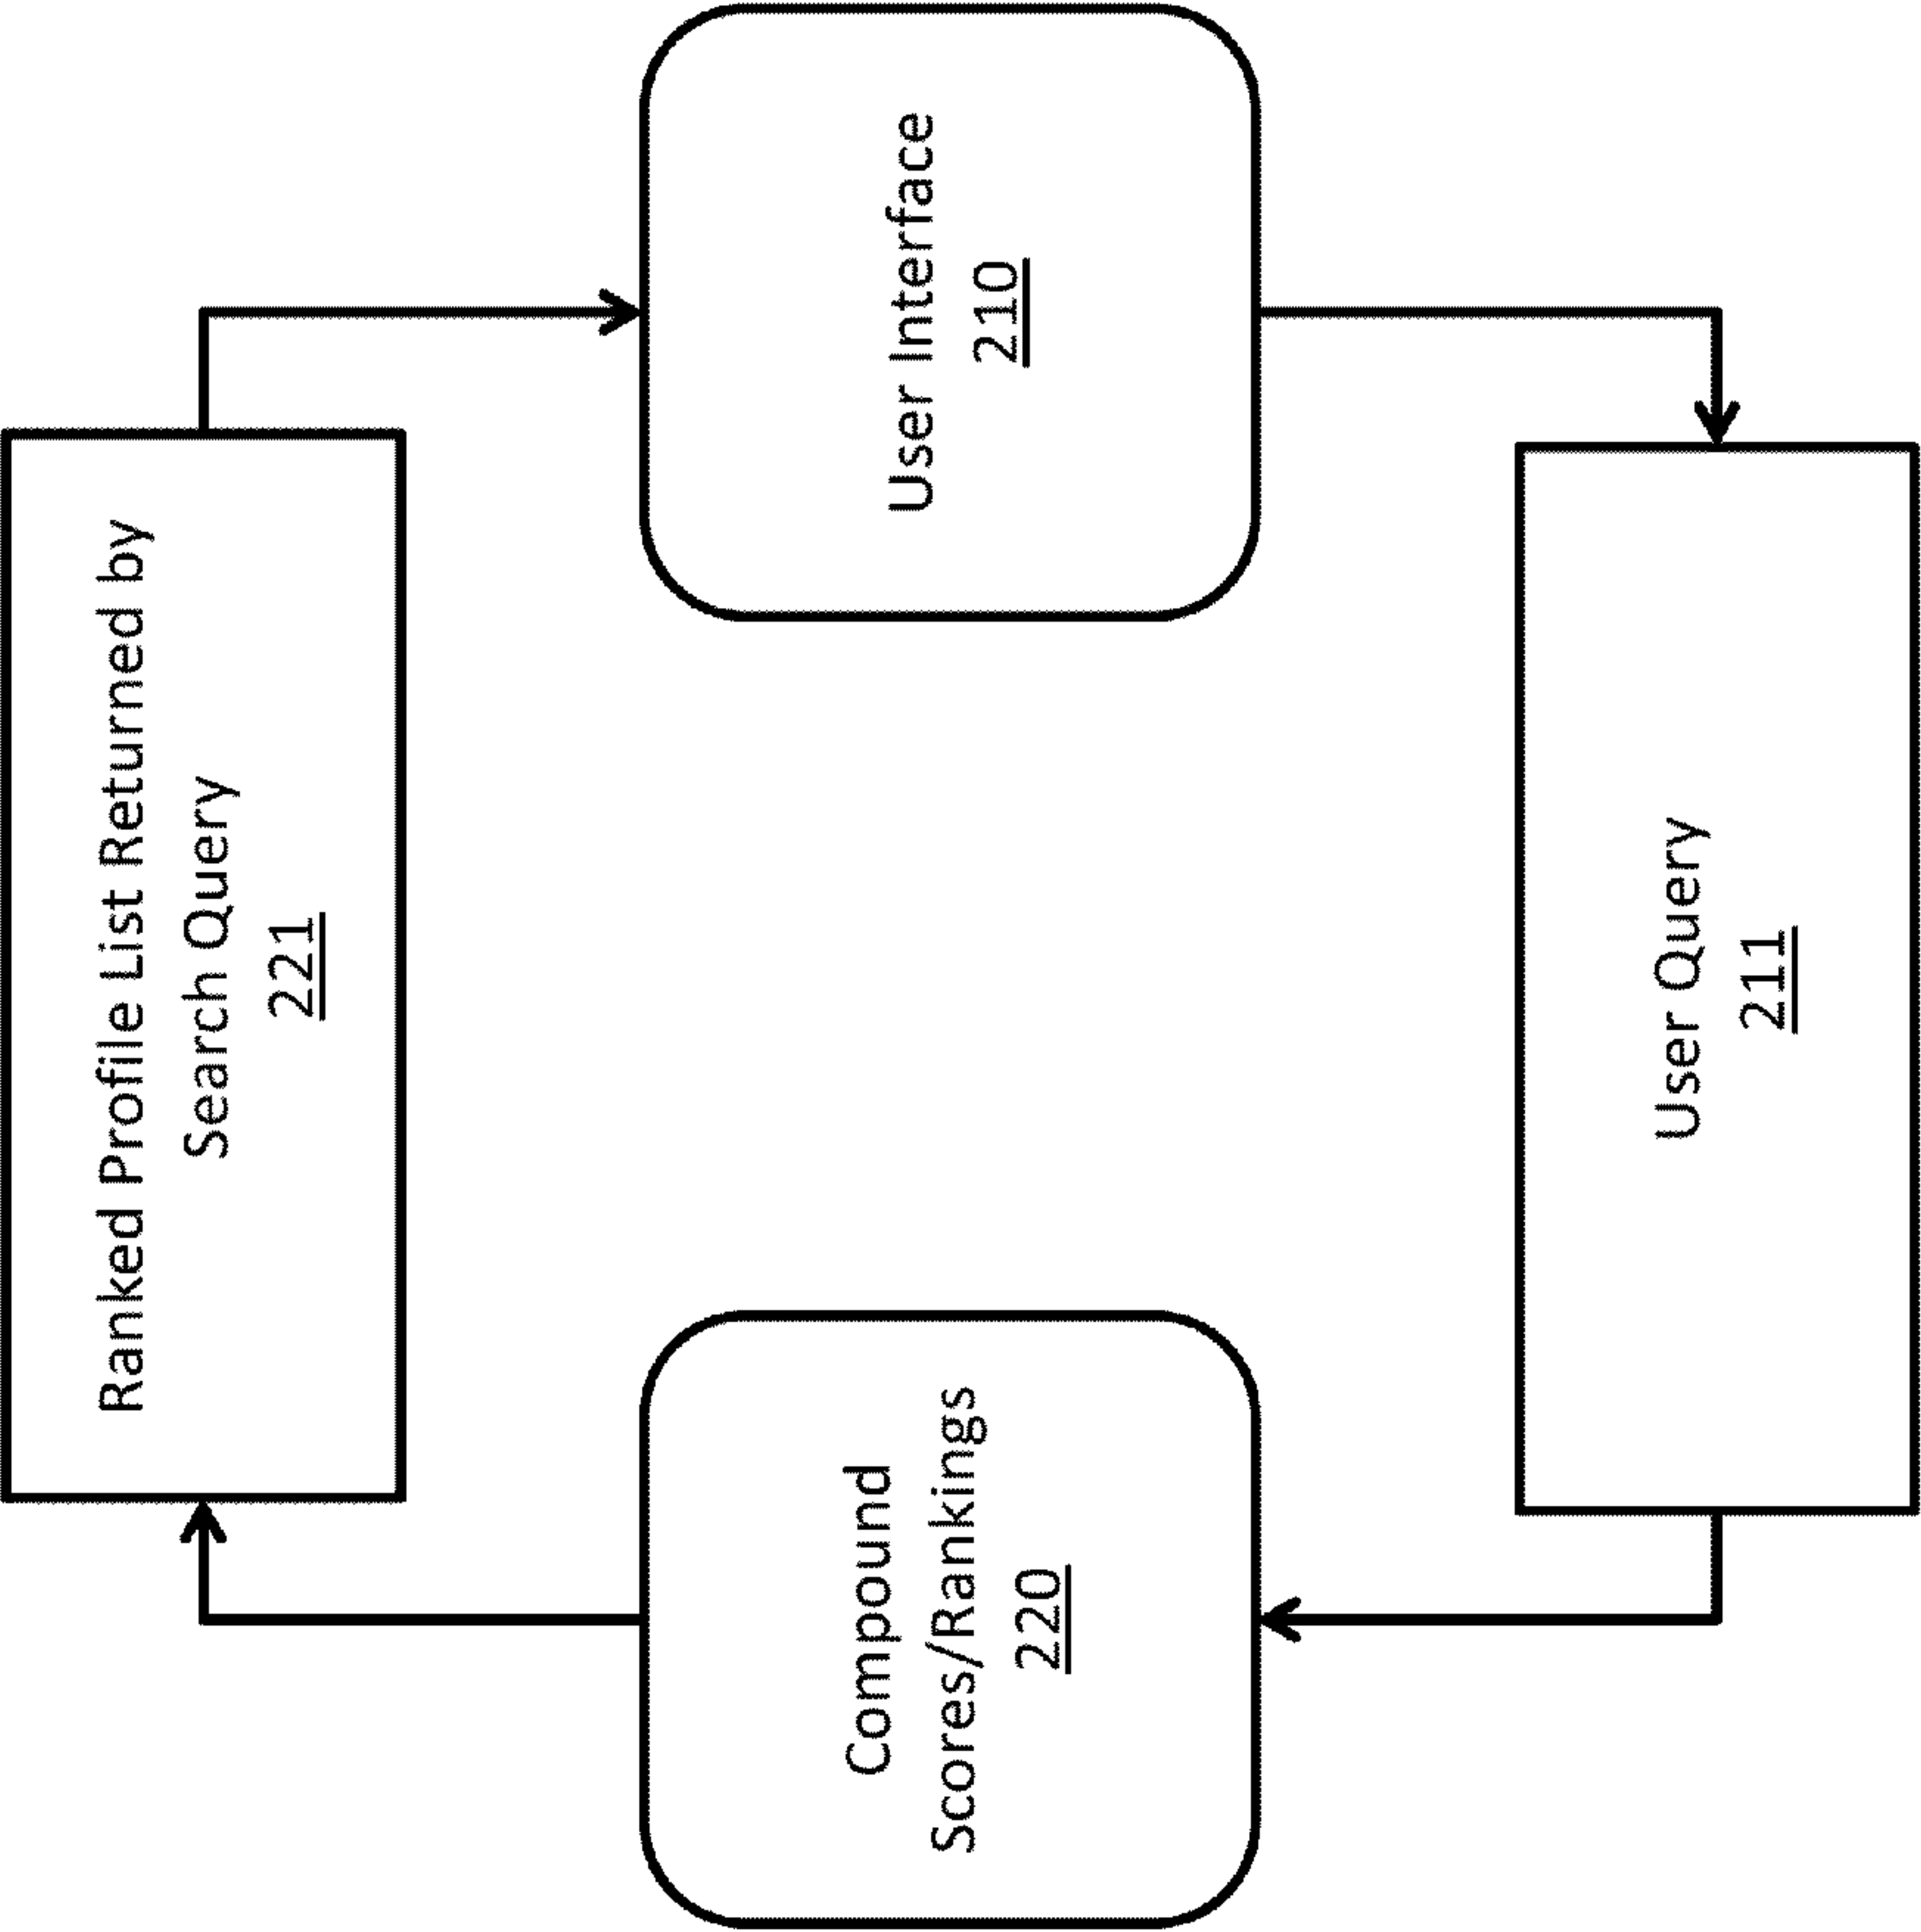 Ranked Profile List Returned by
Search Query
221
Compound
Scores/Rankings
220
User Interface
210
User Query
211